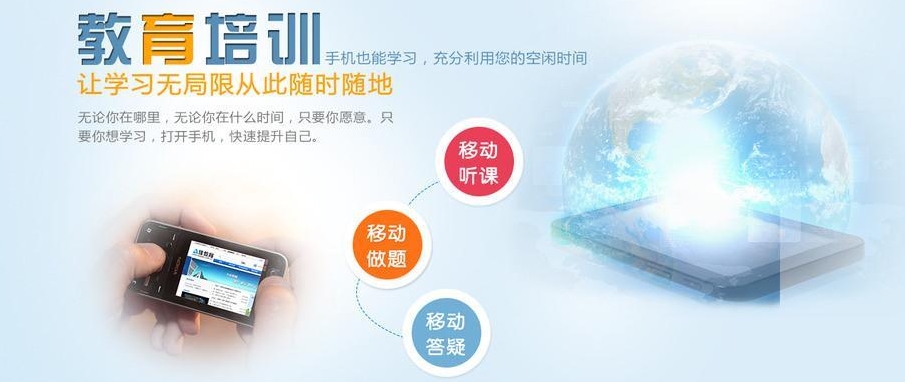 教育培训
手机也能学习，充分利用您的空闲时间
让学习无局限从此随时随地
无论你在哪里，无论你在什么时间，只要你愿意。只
要你想学习，打开手机，快速提升自己。
移动
听课
移动
做题
移动
答疑